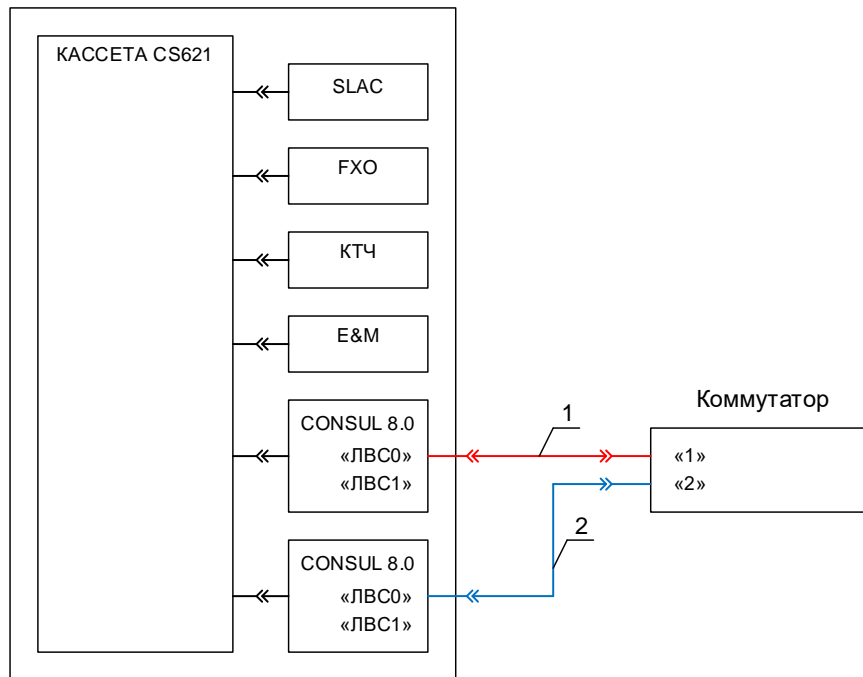 КАССЕТА CS621
SLAC
FXO
КТЧ
E&M
CONSUL 8.0
«ЛВС0»
«ЛВС1»
1
Коммутатор
«1»
«2»
2
CONSUL 8.0
«ЛВС0»
«ЛВС1»